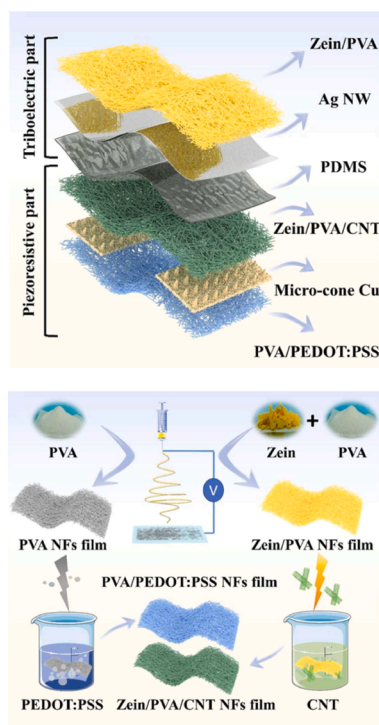 Triboelectric part
Piezoresistive part
Zein/PVA
Ag NW
PDMS
Zein/PVA/CNT
Micro-cone Cu
PVA/PEDOT:PSS
PVA
V
Zein
+
PVA
PVA NFs film
Zein/PVA NFs film
PVA/PEDOT:PSS NFs film
PEDOT:PSS
Zein/PVA/CNT NFs film
CNT